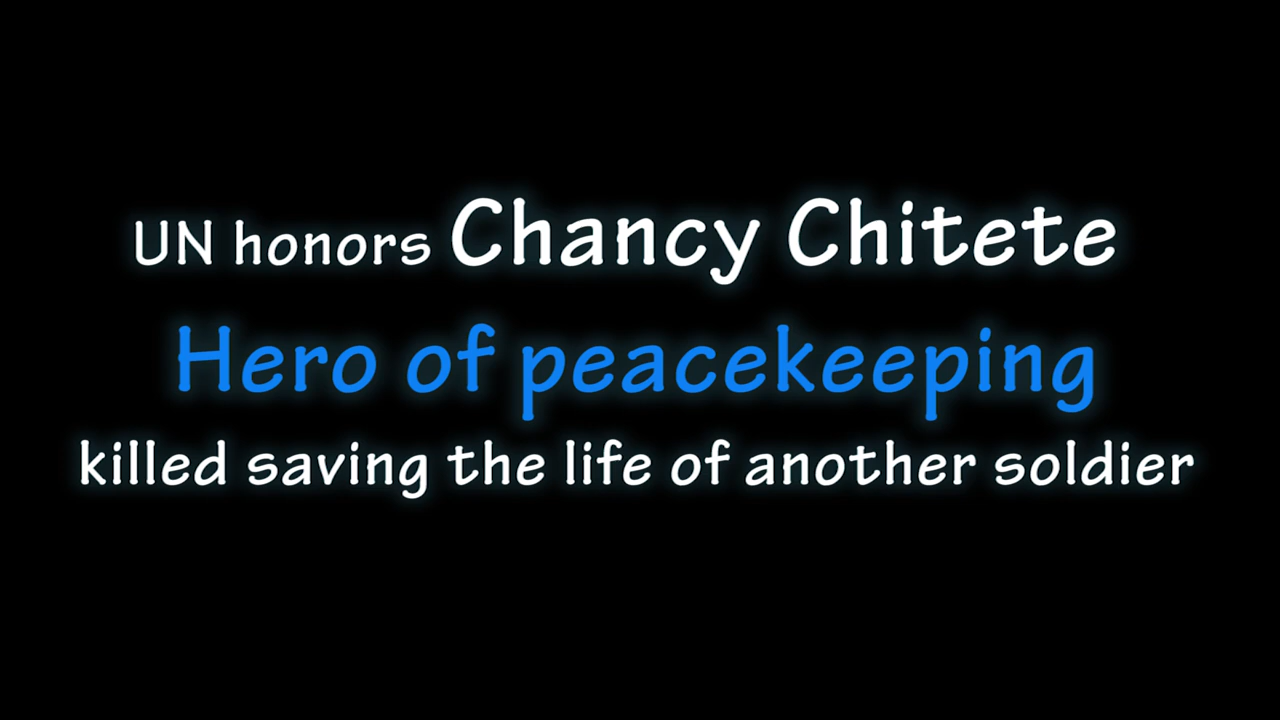 UN honors Chancy Chitete
Hero of peacekeeping
killed saving the life of another soldier